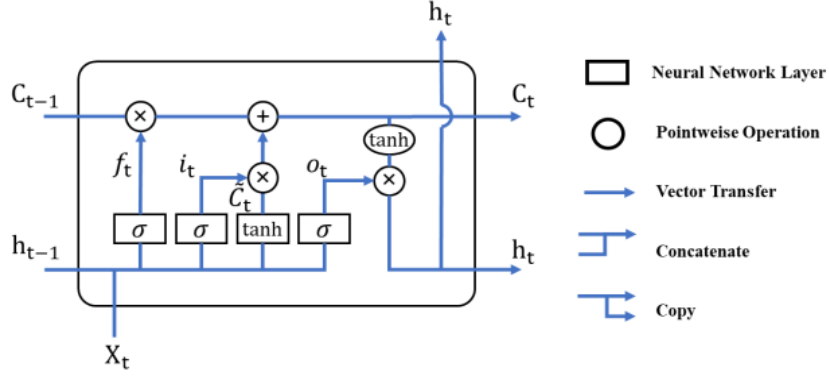 h_t
C_{t-1}
×
+
C_t
tanh
f_t
i_t
×
o_t
×
C̃_t
σ
σ
tanh
σ
h_{t-1}
h_t
X_t
Neural Network Layer
Pointwise Operation
Vector Transfer
Concatenate
Copy